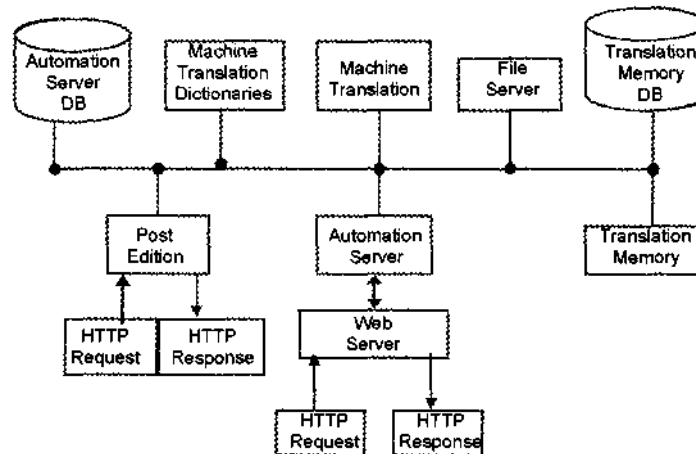 Automation
Server
DB
Machine
Translation
Dictionaries
Machine
Translation
File
Server
Translation
Memory
DB
Post
Edition
Automation
Server
Translation
Memory
HTTP
Request
HTTP
Response
Web
Server
HTTP
Request
HTTP
Response